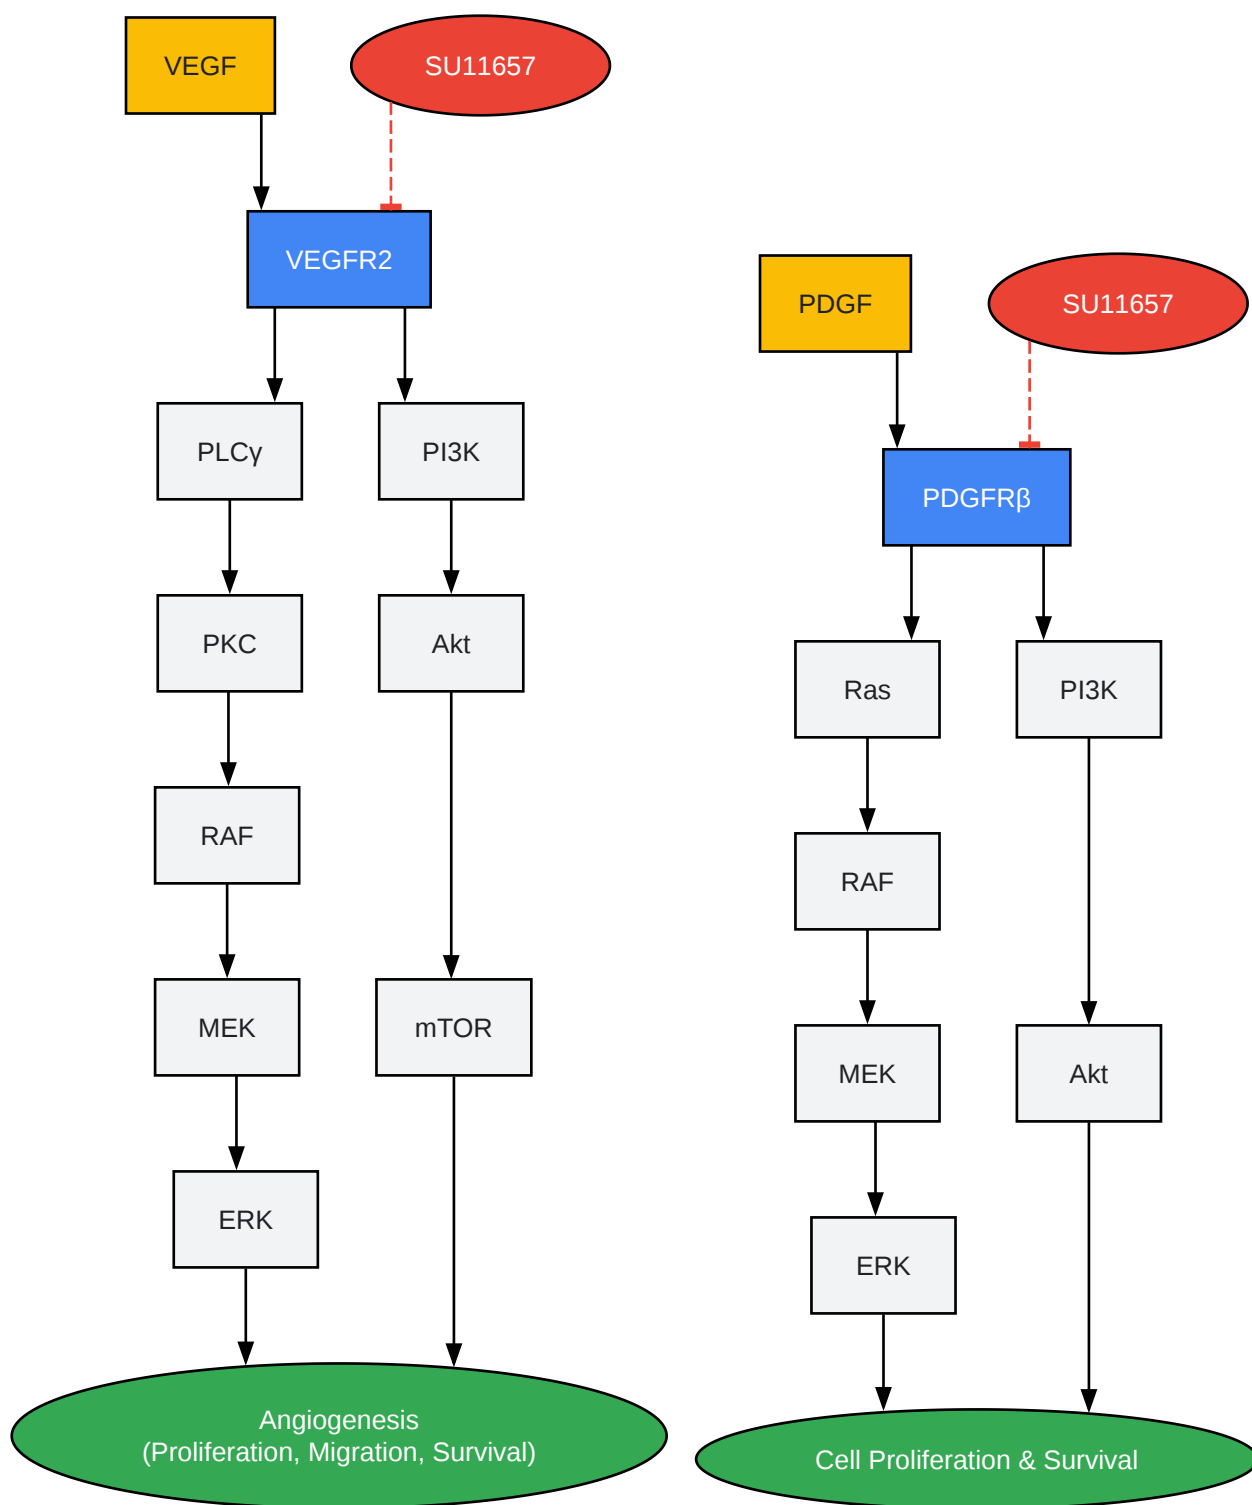 VEGF
SU11657
VEGFR2
PLCγ
PI3K
PKC
Akt
RAF
MEK
mTOR
ERK
Angiogenesis
(Proliferation, Migration, Survival)
PDGF
SU11657
PDGFRβ
Ras
PI3K
RAF
MEK
Akt
ERK
Cell Proliferation & Survival